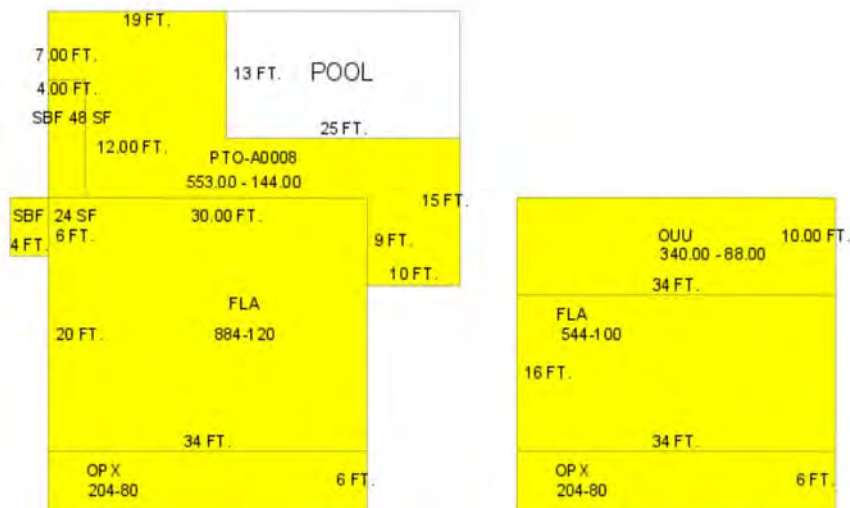 19 FT.
7.00 FT.
13 FT. POOL
4.00 FT.
SBF 48 SF
25 FT.
12.00 FT.
PTO-A0008
553.00 - 144.00
15 FT.
SBF 24 SF 30.00 FT.
4 FT. 6 FT. 9 FT.
10 FT.
FLA
884-120
20 FT.
34 FT.
OPX
204-80
6 FT.
OUU 10.00 FT.
340.00 - 88.00
34 FT.
FLA
544-100
16 FT.
34 FT.
OPX
204-80
6 FT.